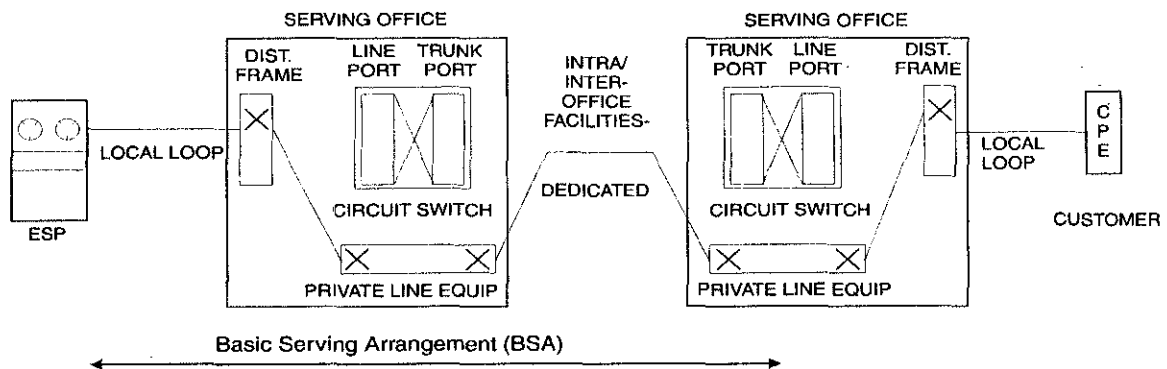 SERVING OFFICE
DIST.
FRAME
LINE
PORT
TRUNK
PORT
CIRCUIT SWITCH
PRIVATE LINE EQUIP
LOCAL LOOP
ESP
INTRA/
INTER-
OFFICE
FACILITIES-
DEDICATED
SERVING OFFICE
TRUNK
PORT
LINE
PORT
DIST.
FRAME
CIRCUIT SWITCH
PRIVATE LINE EQUIP
LOCAL
LOOP
C
P
E
CUSTOMER
Basic Serving Arrangement (BSA)